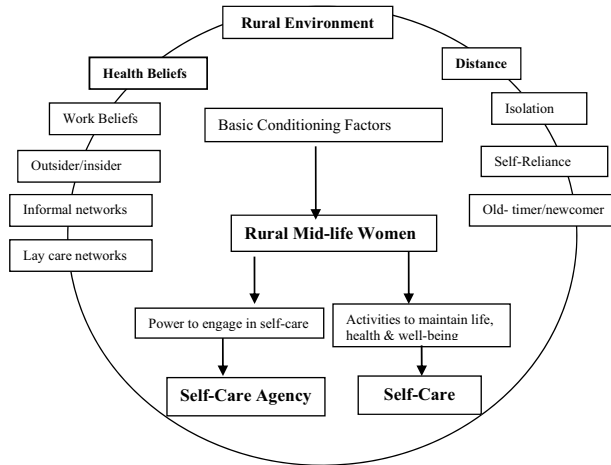 Rural Environment
Health Beliefs
Distance
Work Beliefs
Isolation
Basic Conditioning Factors
Outsider/insider
Self-Reliance
Informal networks
Old- timer/newcomer
Rural Mid-life Women
Lay care networks
Power to engage in self-care
Activities to maintain life,
health & well-being
Self-Care Agency
Self-Care